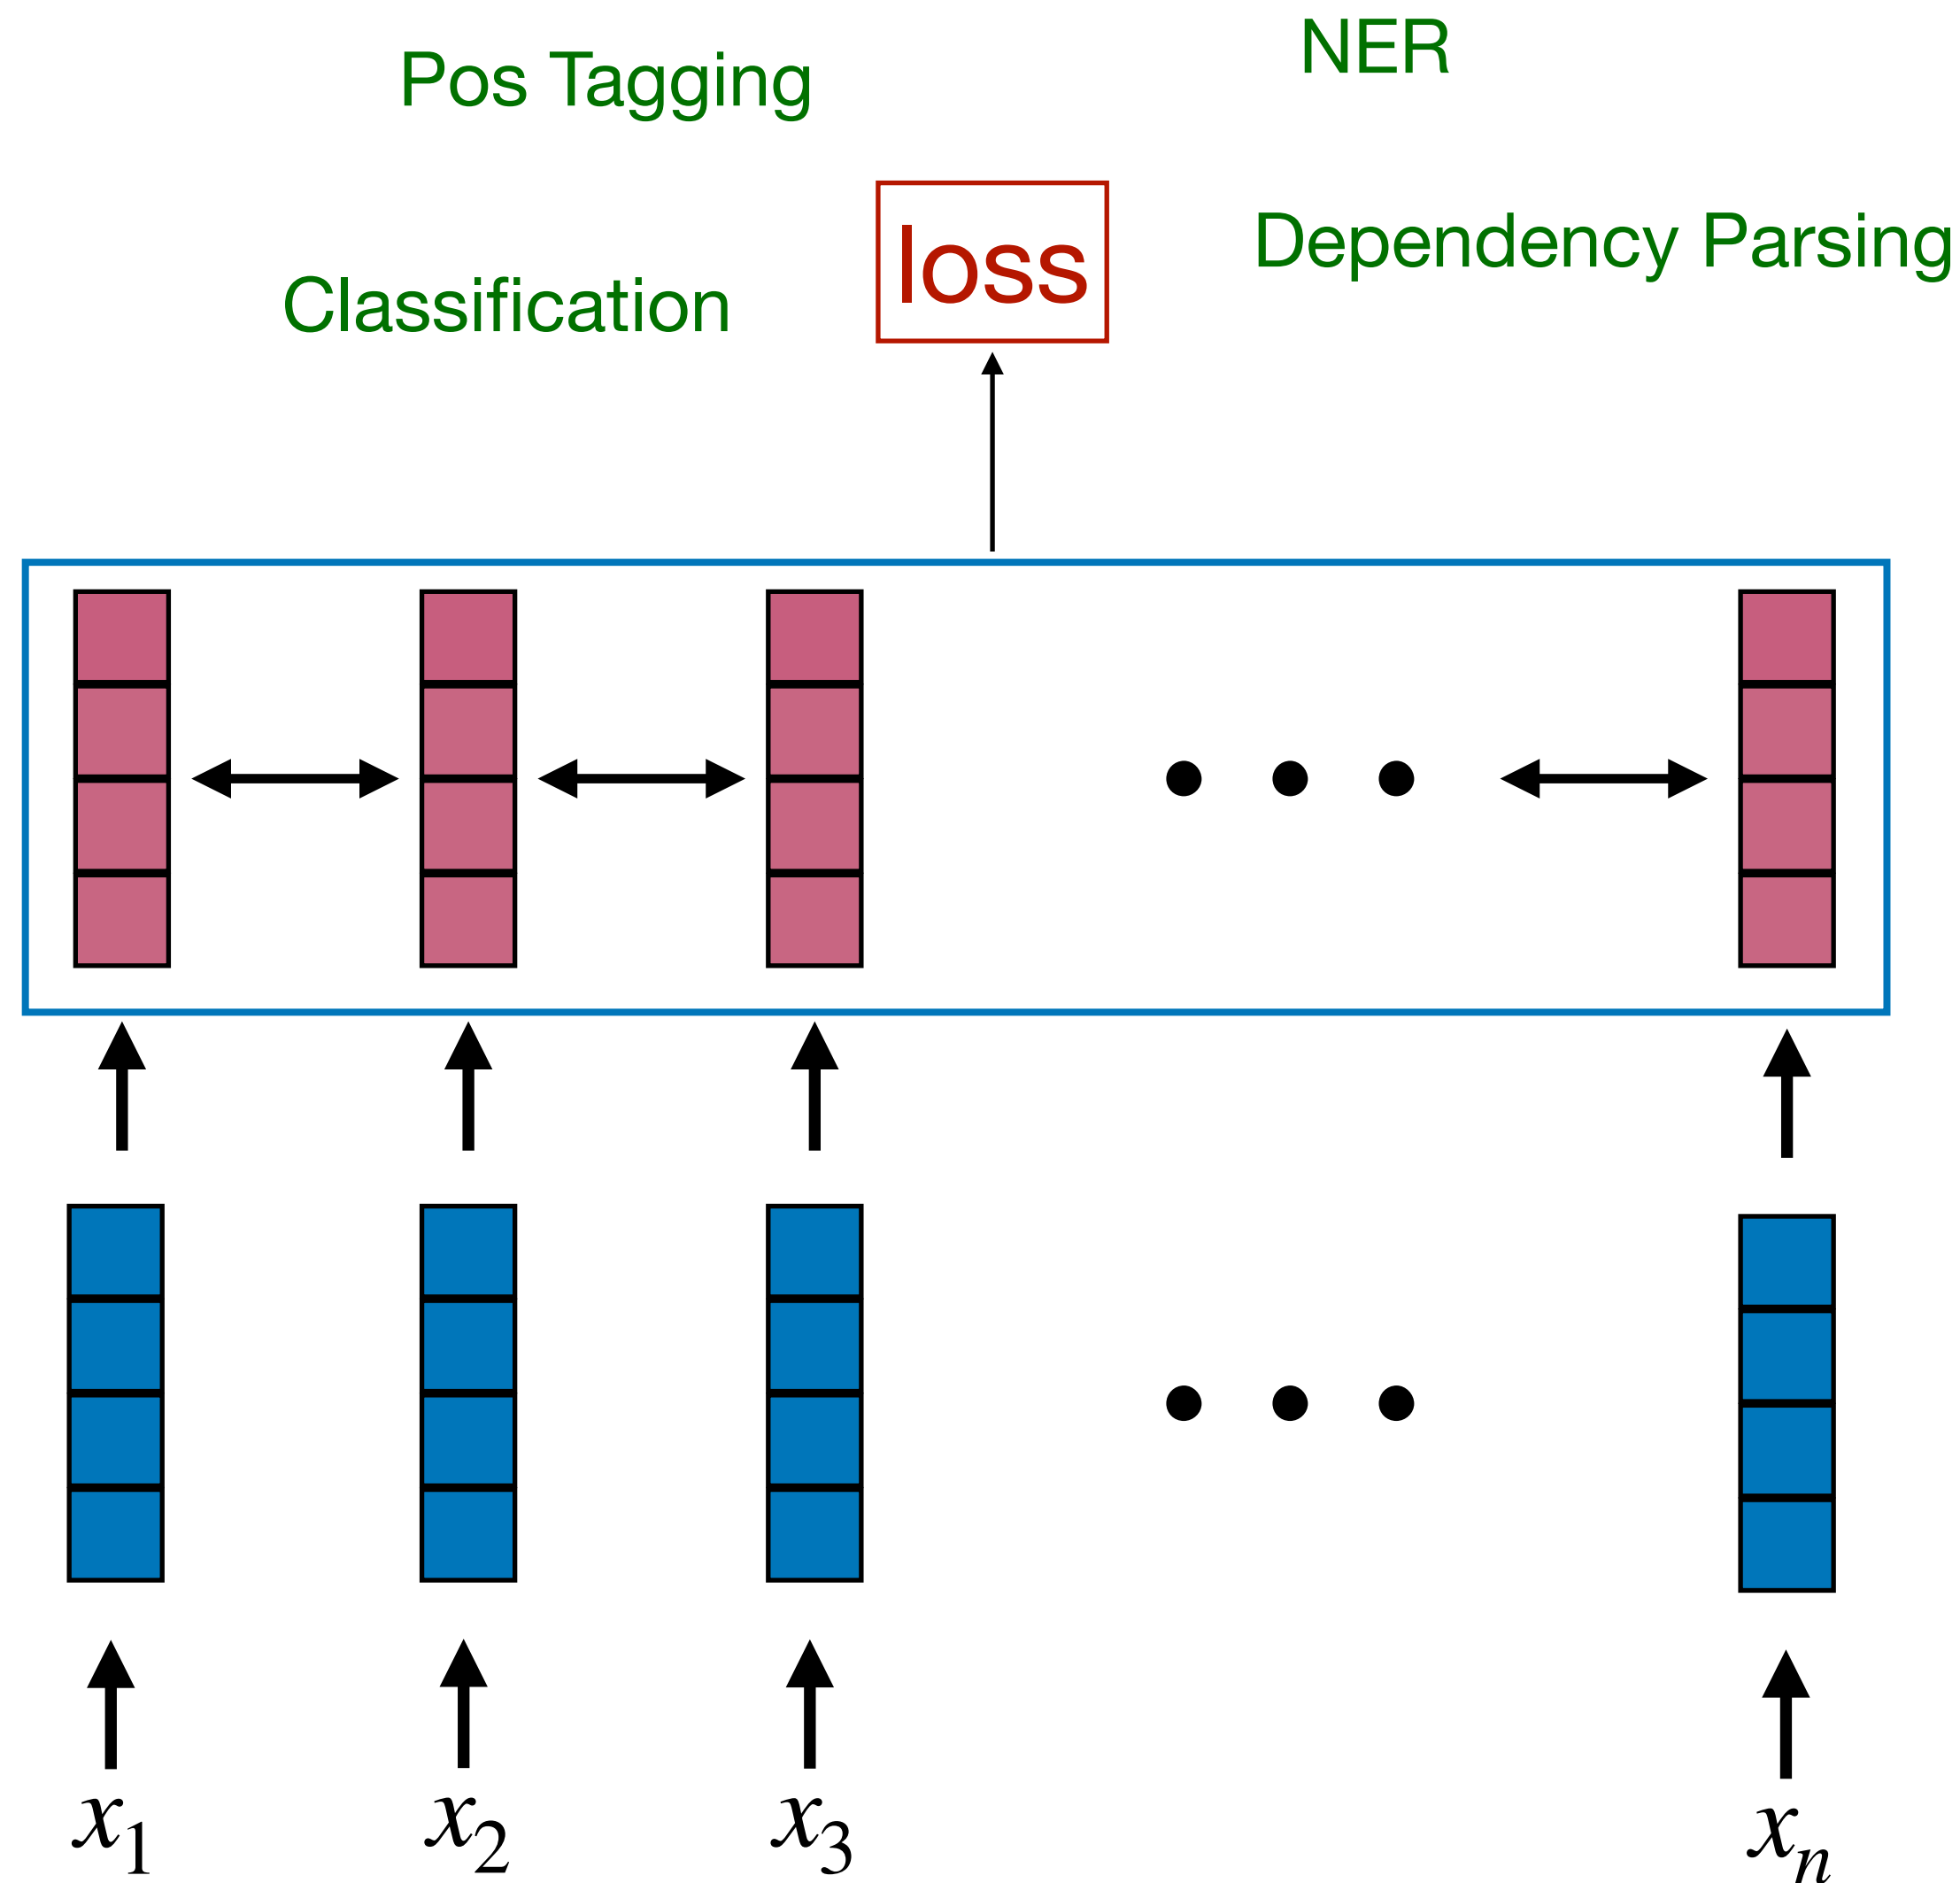 NER
Pos Tagging
loss
Dependency Parsing
Classification
x1
x2
x3
xn